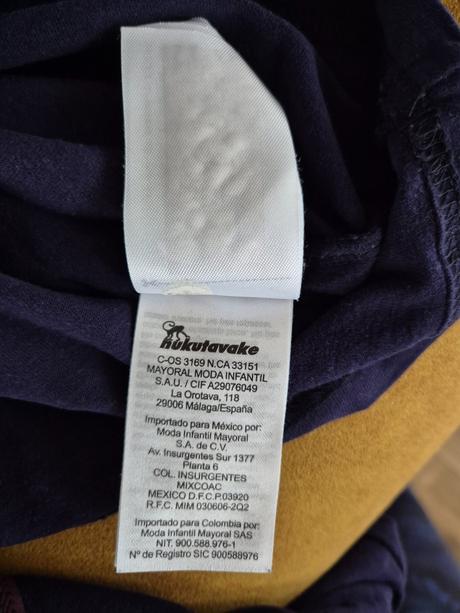 nukutavake
C-OS 3169 N.CA 33151
MAYORAL MODA INFANTIL
S.A.U. / CIF A29076049
La Orotava, 118
29006 Málaga/España
Importado para México por:
Moda Infantil Mayoral
S.A. de C.V.
Av. Insurgentes Sur 1377
Planta 6
COL. INSURGENTES
MIXCOAC
MEXICO D.F.C.P.03920
R.F.C. MIM 030606-2Q2
Importado para Colombia por:
Moda Infantil Mayoral SAS
NIT. 900.588.976-1
Nº de Registro SIC 900588976